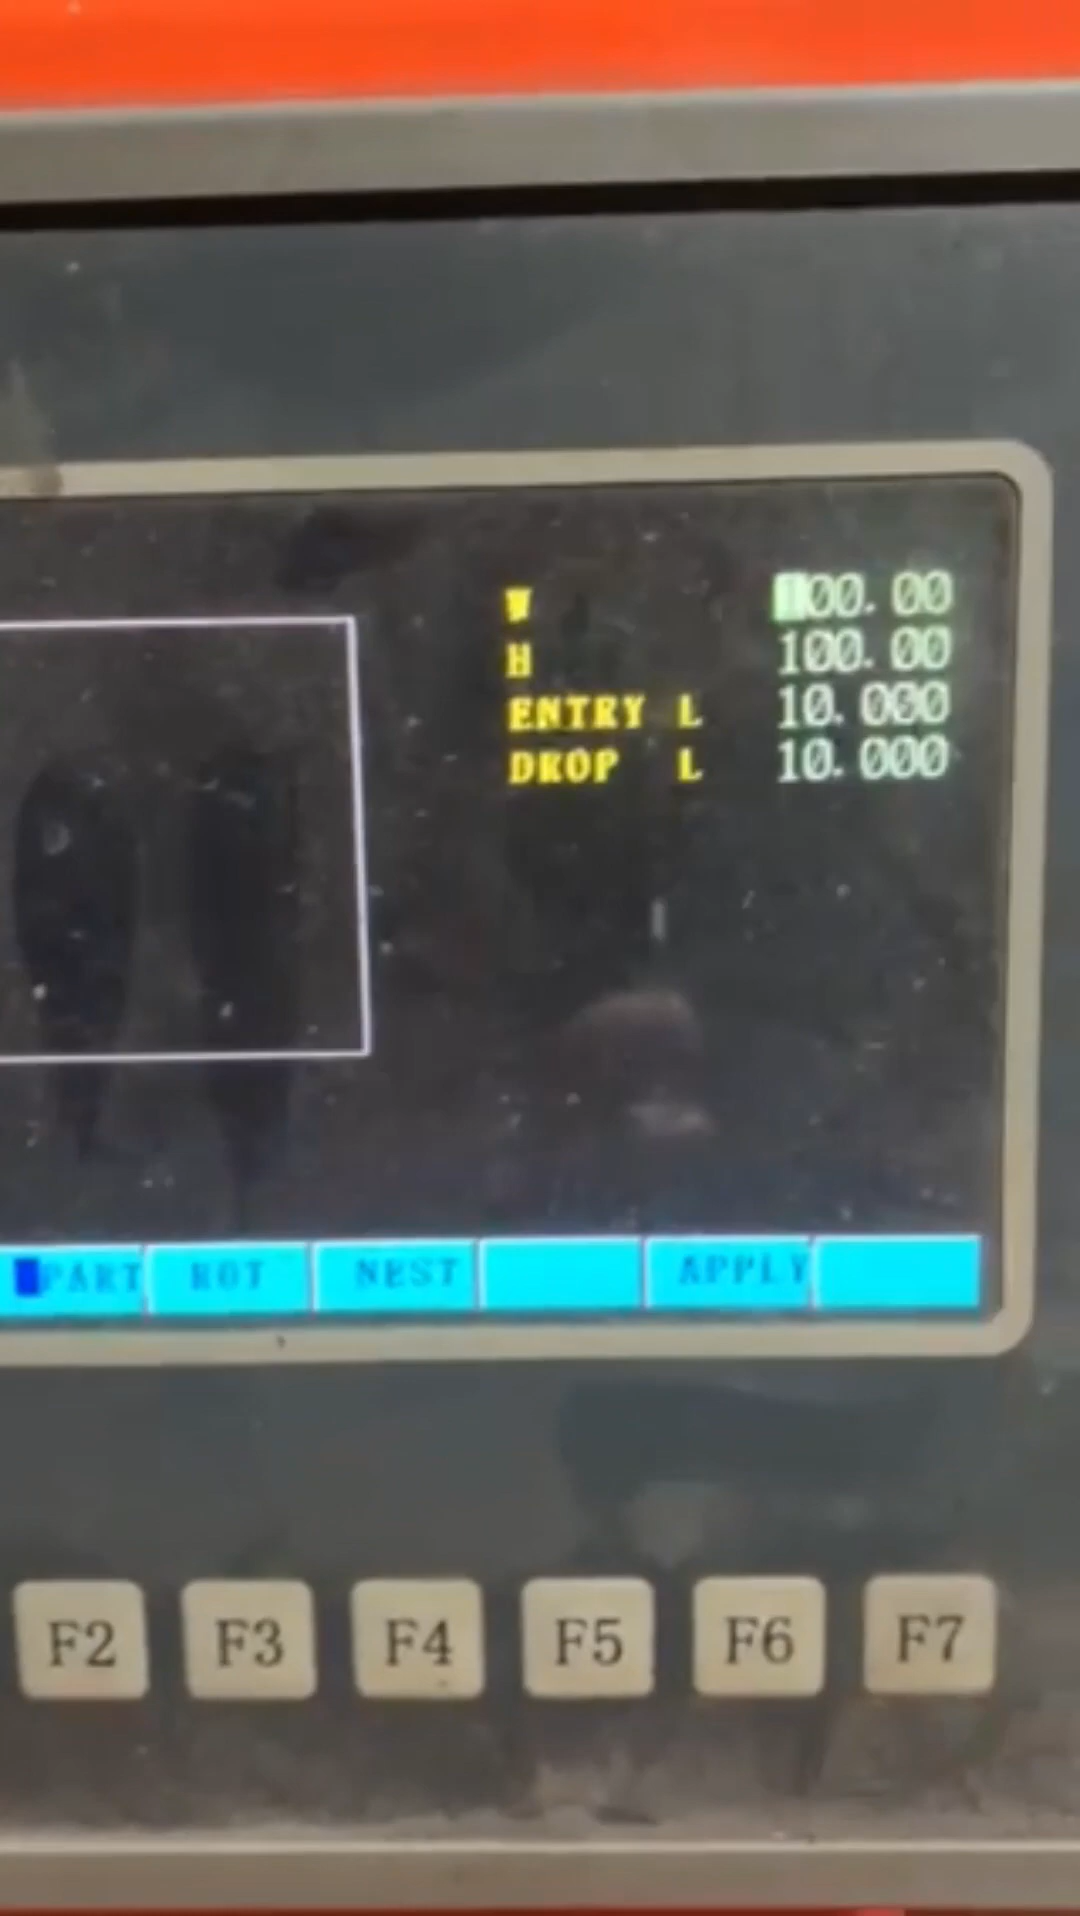 W 100.00
H 100.00
ENTRY L 10.000
DROP L 10.000
PART ROT NEST APPLY
F2 F3 F4 F5 F6 F7